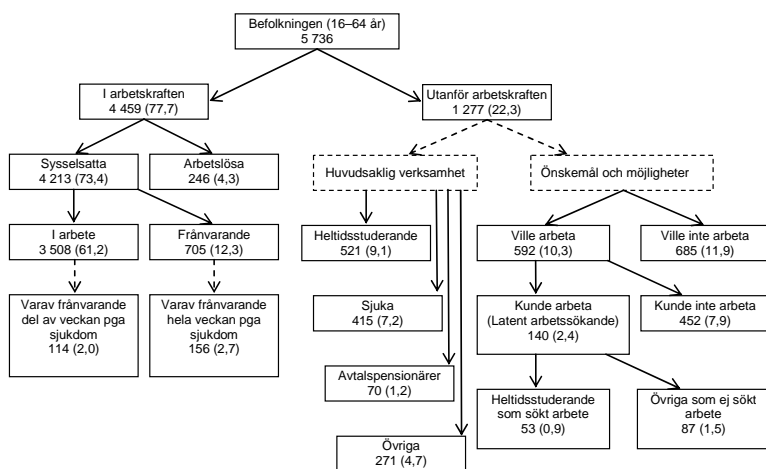 Befolkningen (16–64 år)
5 736
I arbetskraften
4 459 (77,7)
Utanför arbetskraften
1 277 (22,3)
Sysselsatta
4 213 (73,4)
Arbetslösa
246 (4,3)
Huvudsaklig verksamhet
Önskemål och möjligheter
I arbete
3 508 (61,2)
Frånvarande
705 (12,3)
Heltidsstuderande
521 (9,1)
Ville arbeta
592 (10,3)
Ville inte arbeta
685 (11,9)
Varav frånvarande
del av veckan pga
sjukdom
114 (2,0)
Varav frånvarande
hela veckan pga
sjukdom
156 (2,7)
Sjuka
415 (7,2)
Kunde arbeta
(Latent arbetssökande)
140 (2,4)
Kunde inte arbeta
452 (7,9)
Avtalspensionärer
70 (1,2)
Heltidsstuderande
som sökt arbete
53 (0,9)
Övriga som ej sökt
arbete
87 (1,5)
Övriga
271 (4,7)